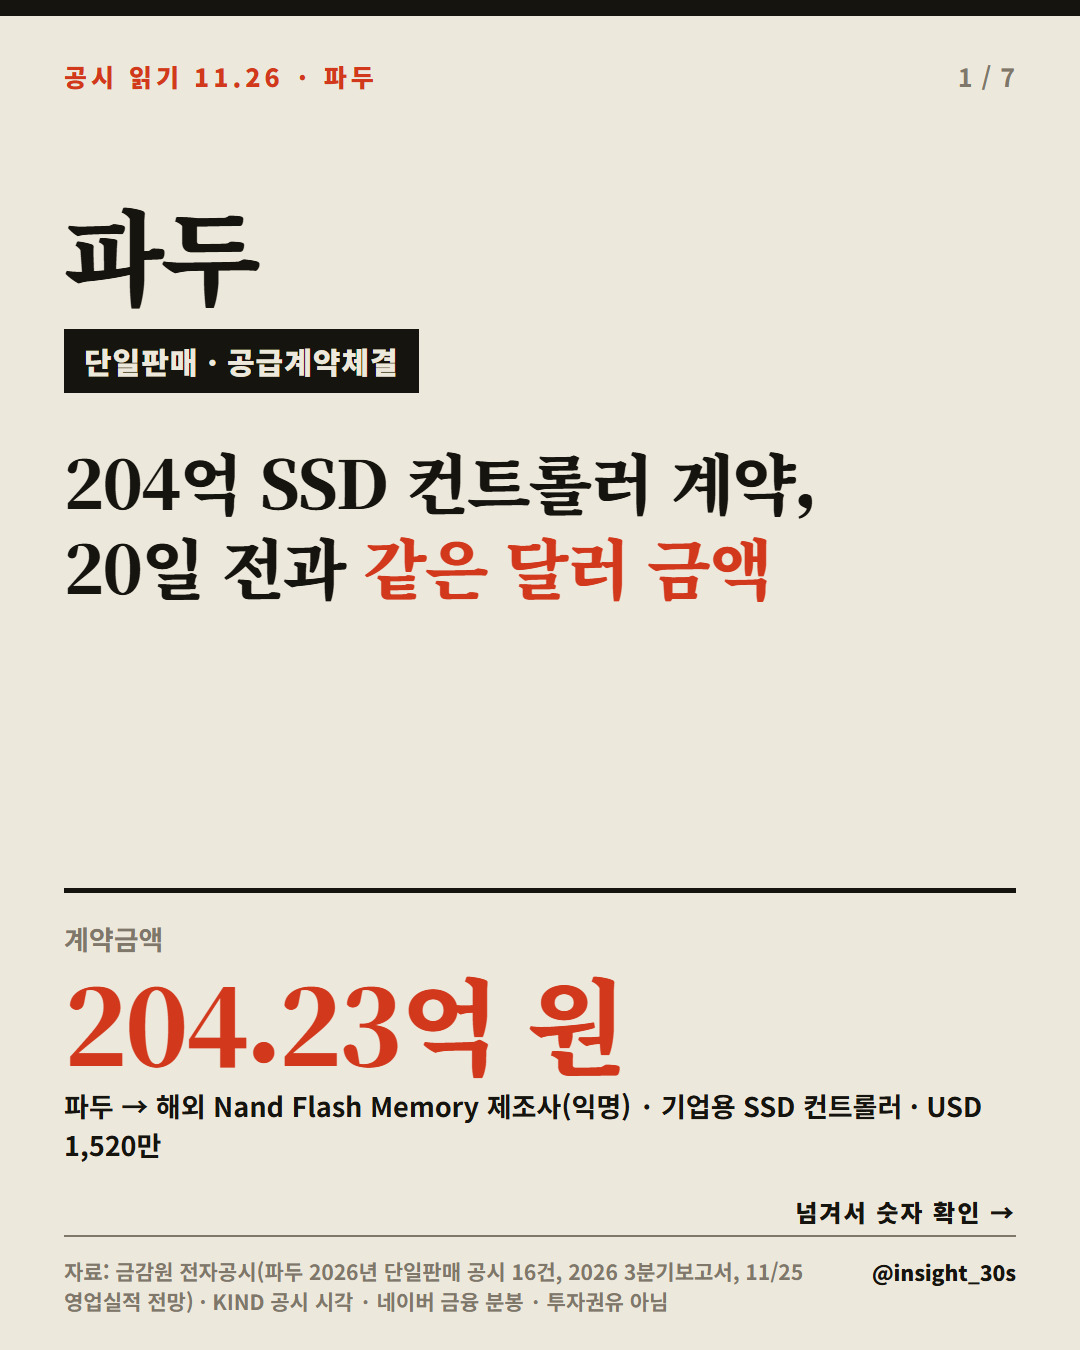 공시 읽기 11.26 · 파두
1 / 7
파두
단일판매 · 공급계약체결
204억 SSD 컨트롤러 계약,
20일 전과 같은 달러 금액
계약금액
204.23억 원
파두 → 해외 Nand Flash Memory 제조사(익명) · 기업용 SSD 컨트롤러 · USD
1,520만
넘겨서 숫자 확인 →
자료: 금감원 전자공시(파두 2026년 단일판매 공시 16건, 2026 3분기보고서, 11/25
영업실적 전망) · KIND 공시 시각 · 네이버 금융 분봉 · 투자권유 아님
@insight_30s